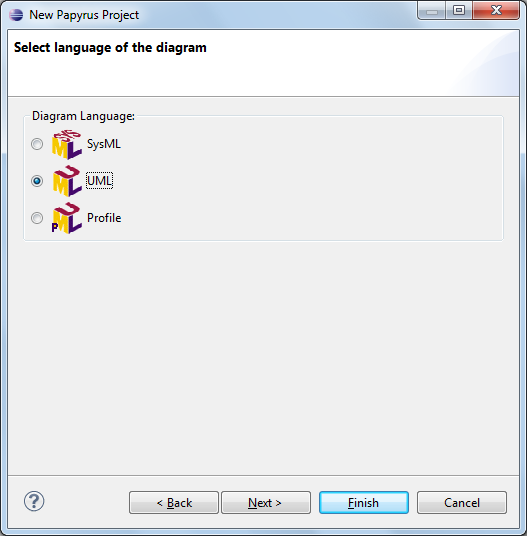 New Papyrus Project
Select language of the diagram
Diagram Language:
SysML
UML
Profile
< Back
Next >
Finish
Cancel